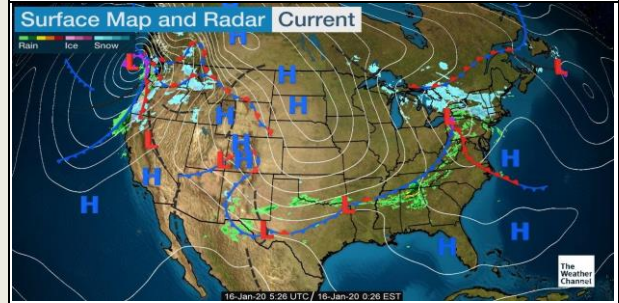 Surface Map and Radar Current
Rain Ice Snow
H
L
L
H
H
H
L
H
H
H
L
L
H
H
H
L
L
H
H
The
Weather
Channel
16-Jan-20 5:26 UTC / 16-Jan-20 0:26 EST